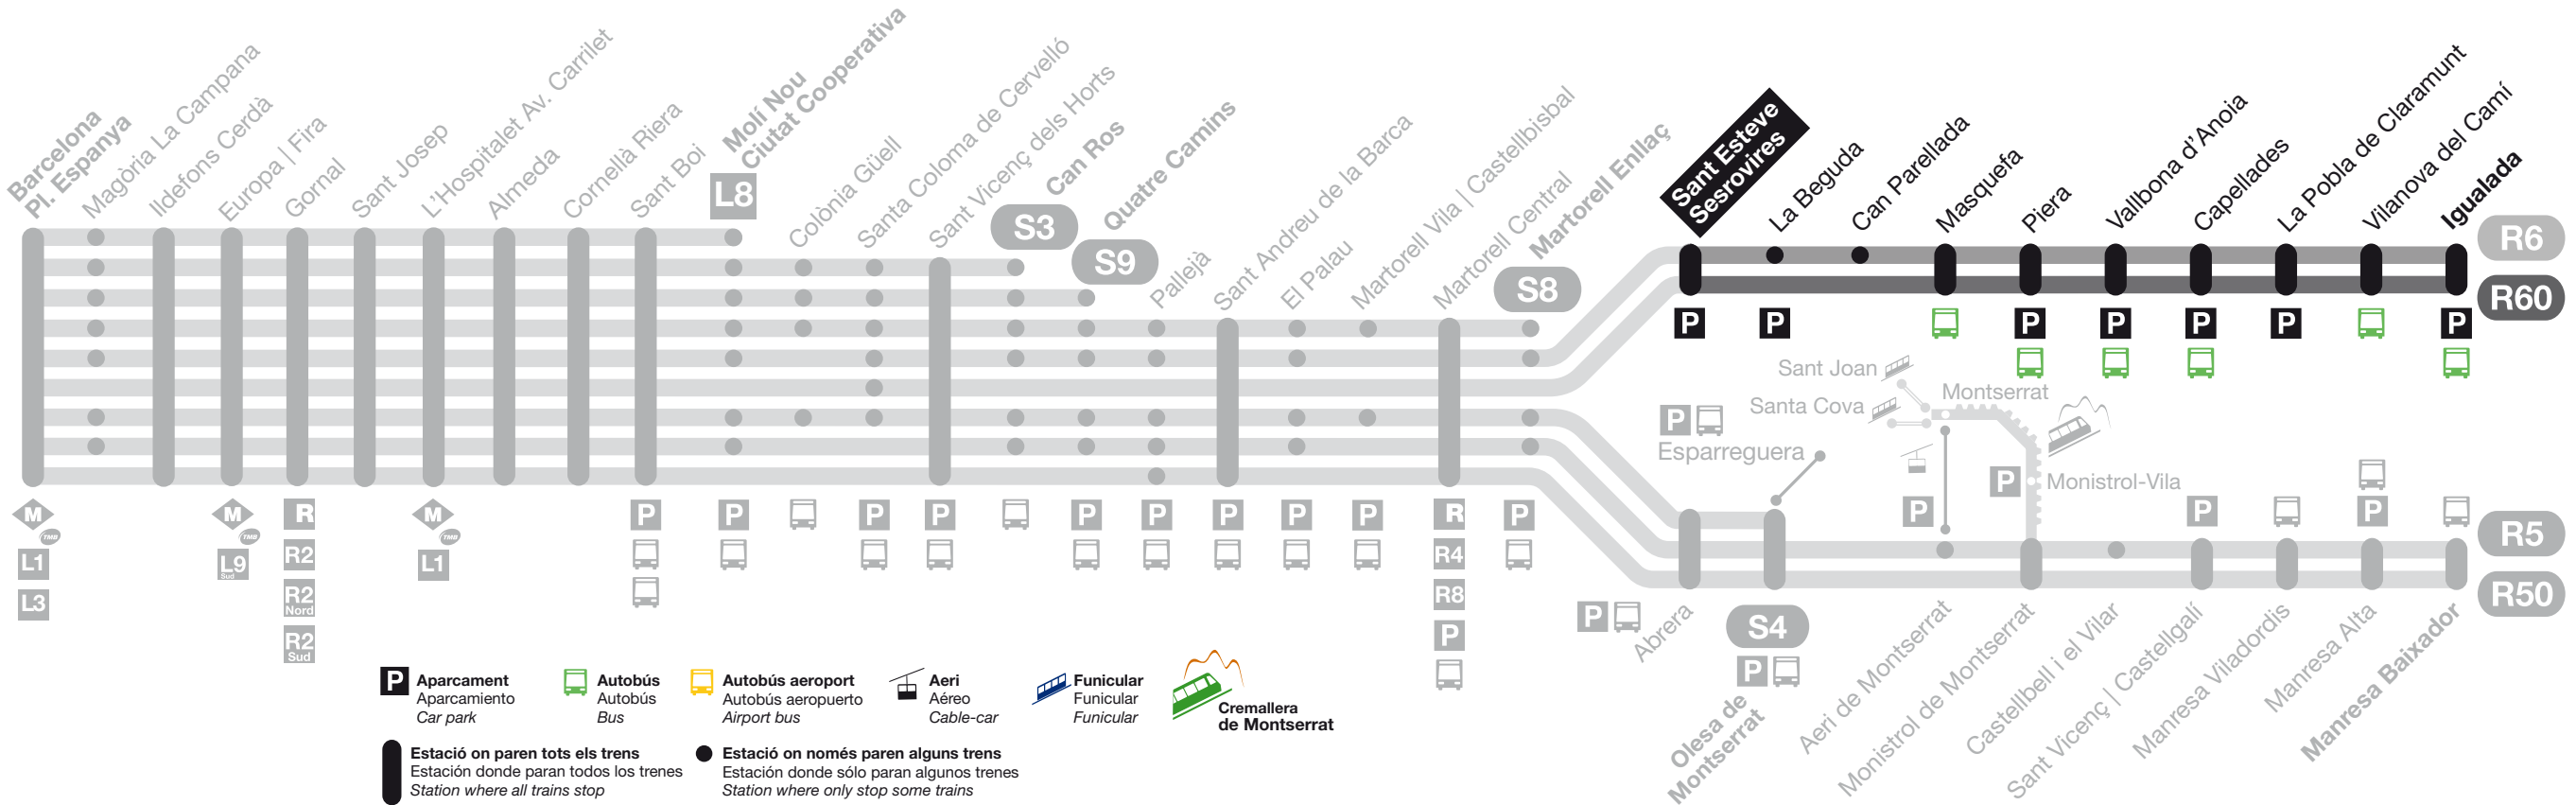 Barcelona
Pl. Espanya
Magòria La Campana
Ildefons Cerdà
Europa | Fira
Gornal
Sant Josep
L'Hospitalet Av. Carrilet
Almeda
Cornellà Riera
Sant Boi
Molí Nou
Ciutat Cooperativa
L8
Colònia Güell
Santa Coloma de Cervelló
Sant Vicenç dels Horts
Can Ros
S3
Quatre Camins
S9
Pallejà
Sant Andreu de la Barca
El Palau
Martorell Vila | Castellbisbal
Martorell Central
Martorell Enllaç
S8
Sant Esteve
Sesrovires
La Beguda
Can Parellada
Masquefa
Piera
Vallbona d'Anoia
Capellades
La Pobla de Claramunt
Vilanova del Camí
Igualada
R6
R60
P
P
P
P
P
P
P
Sant Joan
Montserrat
Santa Cova
P
Esparreguera
P
P
Monistrol-Vila
P
P
R5
R50
M
TMB
L1
L3
M
TMB
L9
Sud
R
R2
R2
Nord
R2
Sud
M
TMB
L1
P
P
P
P
P
P
P
P
P
R
R4
R8
P
P
P
Abrera
S4
P
Olesa de
Montserrat
Aeri de Montserrat
Monistrol de Montserrat
Castellbell i el Vilar
Sant Vicenç | Castellgalí
Manresa Viladordis
Manresa Alta
Manresa Baixador
P
Aparcament
Aparcamiento
Car park
Autobús
Autobús
Bus
Autobús aeroport
Autobús aeropuerto
Airport bus
Aeri
Aéreo
Cable-car
Funicular
Funicular
Funicular
Cremallera
de Montserrat
Estació on paren tots els trens
Estación donde paran todos los trenes
Station where all trains stop
Estació on només paren alguns trens
Estación donde sólo paran algunos trenes
Station where only stop some trains